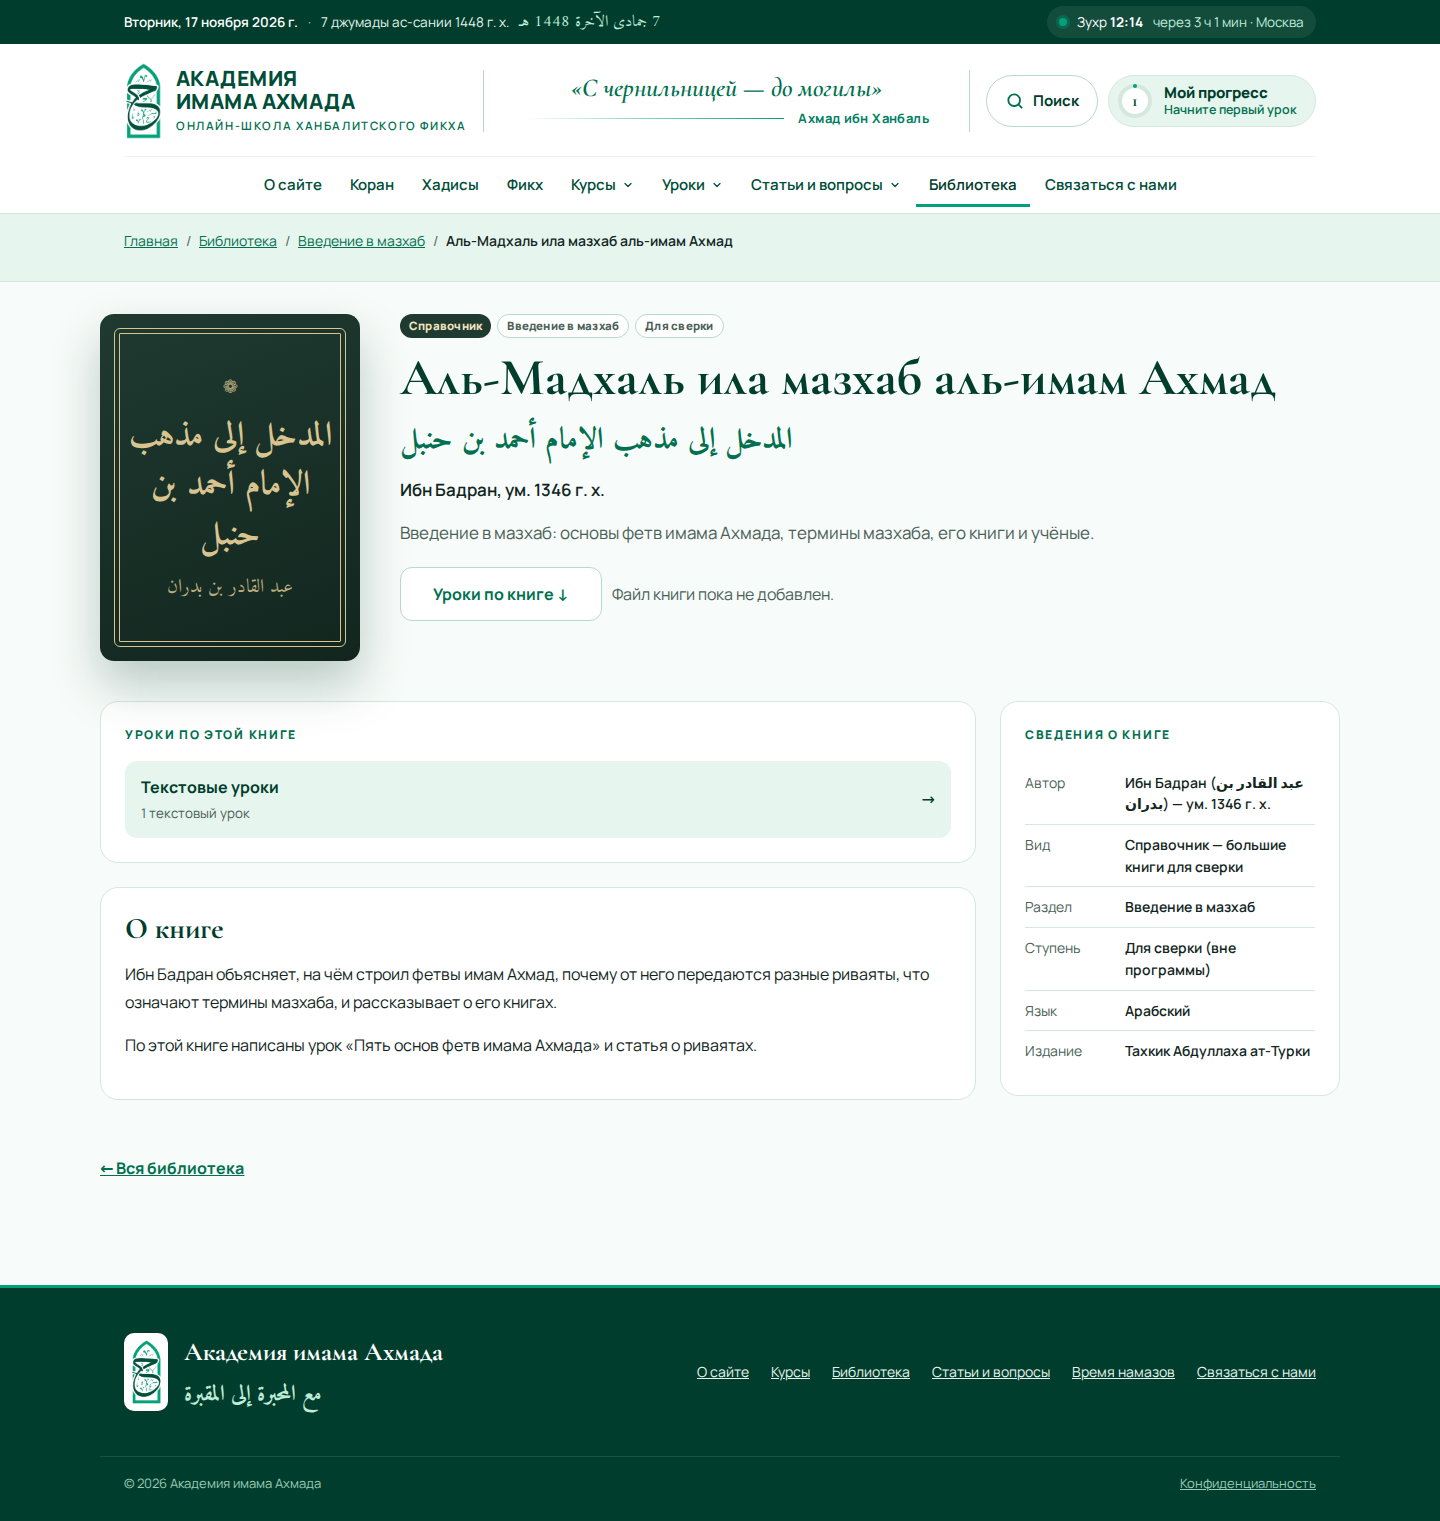 Вторник, 17 ноября 2026 г. · 7 джумады ас-сании 1448 г. х. 7 جمادى الآخرة 1448 هـ
Зухр 12:14 через 3 ч 1 мин · Москва
АКАДЕМИЯ
ИМАМА АХМАДА
ОНЛАЙН-ШКОЛА ХАНБАЛИТСКОГО ФИКХА
«С чернильницей — до могилы»
Ахмад ибн Ханбаль
Поиск
1
Мой прогресс
Начните первый урок
О сайте Коран Хадисы Фикх Курсы Уроки Статьи и вопросы Библиотека Связаться с нами
Главная / Библиотека / Введение в мазхаб / Аль-Мадхаль ила мазхаб аль-имам Ахмад
المدخل إلى مذهب
الإمام أحمد بن
حنبل
عبد القادر بن بدران
Справочник Введение в мазхаб Для сверки
Аль-Мадхаль ила мазхаб аль-имам Ахмад
المدخل إلى مذهب الإمام أحمد بن حنبل
Ибн Бадран, ум. 1346 г. х.
Введение в мазхаб: основы фетв имама Ахмада, термины мазхаба, его книги и учёные.
Уроки по книге ↓ Файл книги пока не добавлен.
УРОКИ ПО ЭТОЙ КНИГЕ
Текстовые уроки
1 текстовый урок
→
О книге
Ибн Бадран объясняет, на чём строил фетвы имам Ахмад, почему от него передаются разные риваяты, что
означают термины мазхаба, и рассказывает о его книгах.
По этой книге написаны урок «Пять основ фетв имама Ахмада» и статья о риваятах.
СВЕДЕНИЯ О КНИГЕ
Автор Ибн Бадран (عبد القادر بن
بدران) — ум. 1346 г. х.
Вид Справочник — большие
книги для сверки
Раздел Введение в мазхаб
Ступень Для сверки (вне
программы)
Язык Арабский
Издание Тахкик Абдуллаха ат-Турки
← Вся библиотека
Академия имама Ахмада
مع المحبرة إلى المقبرة
О сайте Курсы Библиотека Статьи и вопросы Время намазов Связаться с нами
© 2026 Академия имама Ахмада
Конфиденциальность